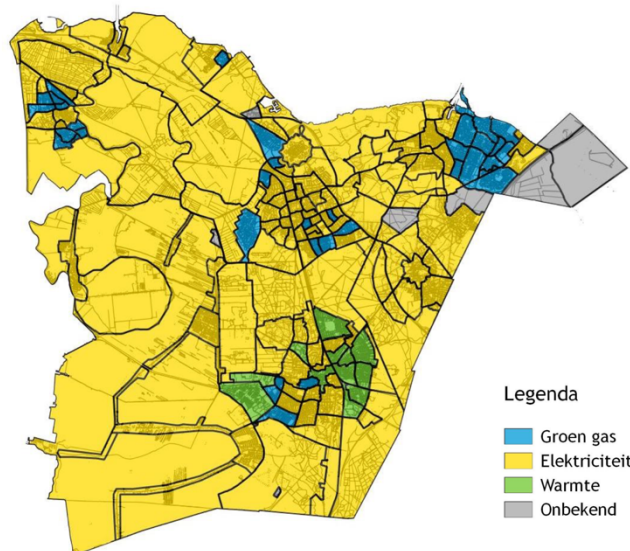 Legenda
Groen gas
Elektriciteit
Warmte
Onbekend